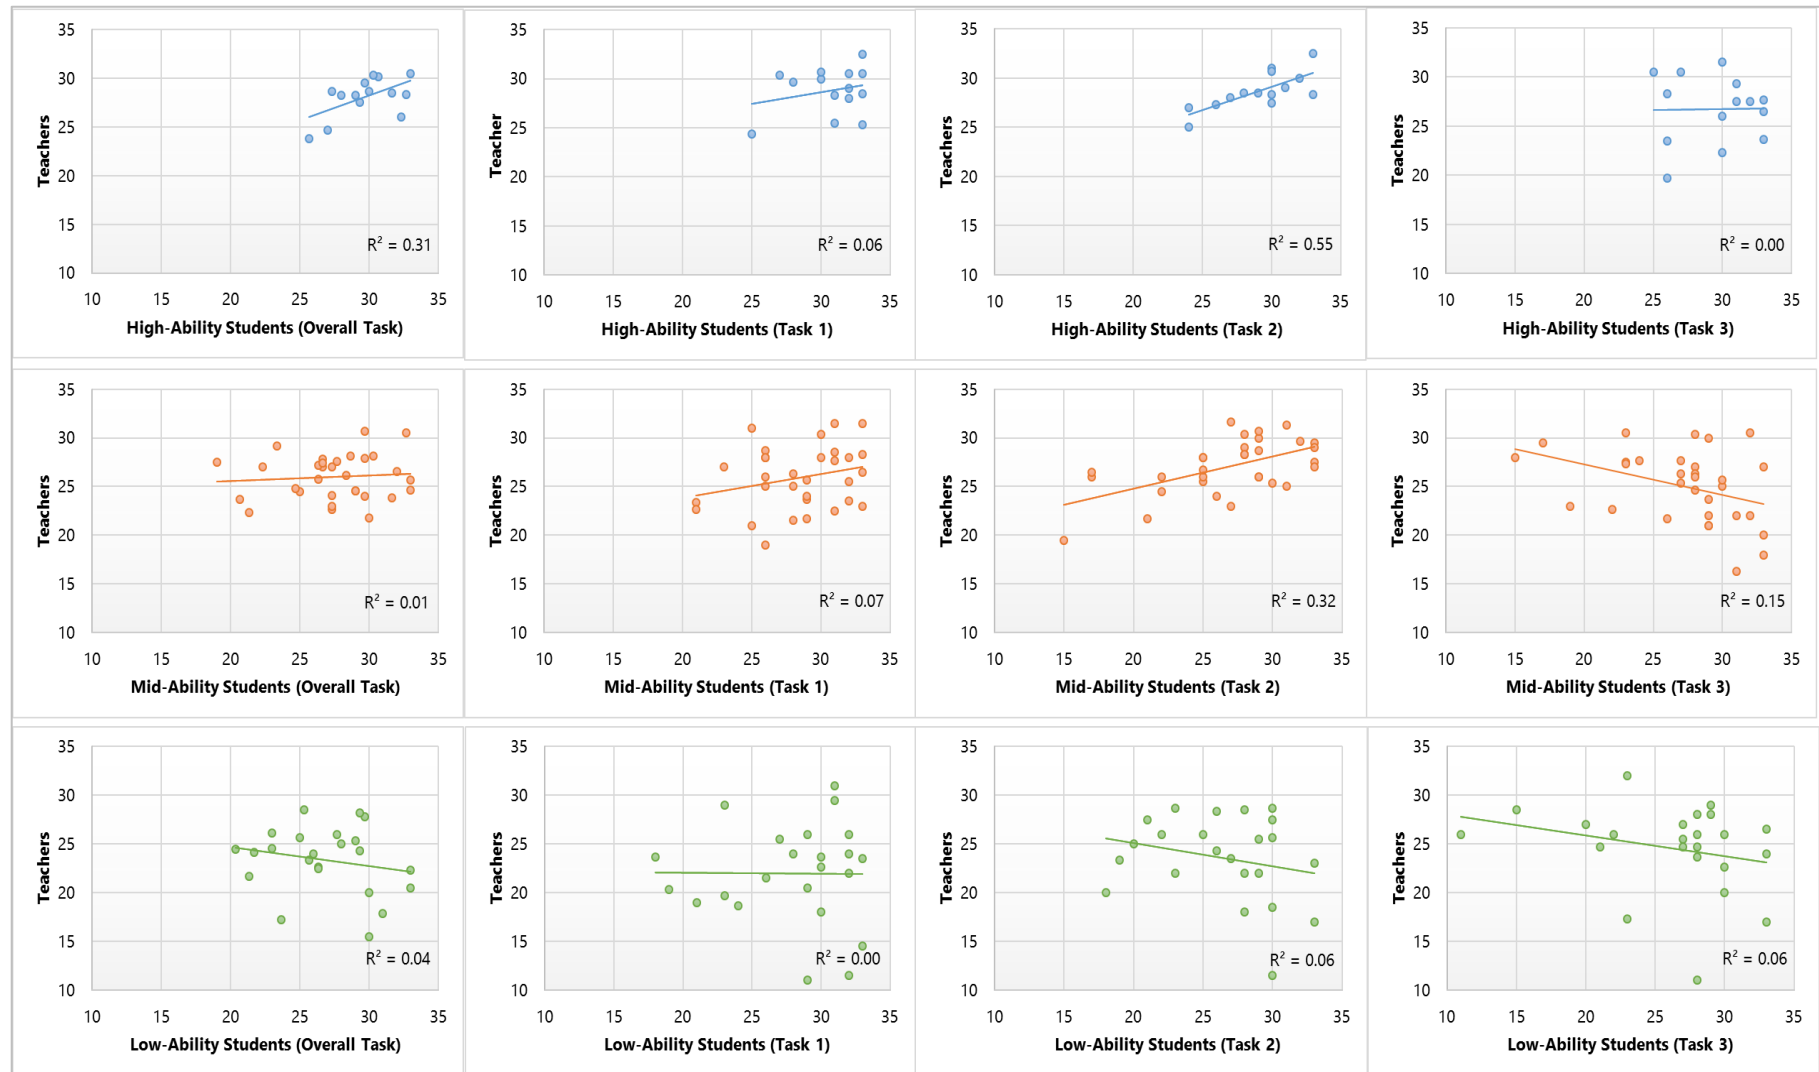 35
30
25
20
15
10
Teachers
R² = 0.31
10 15 20 25 30 35
High-Ability Students (Overall Task)
35
30
25
20
15
10
Teacher
R² = 0.06
10 15 20 25 30 35
High-Ability Students (Task 1)
35
30
25
20
15
10
Teachers
R² = 0.55
10 15 20 25 30 35
High-Ability Students (Task 2)
35
30
25
20
15
10
Teachers
R² = 0.00
10 15 20 25 30 35
High-Ability Students (Task 3)
35
30
25
20
15
10
Teachers
R² = 0.01
10 15 20 25 30 35
Mid-Ability Students (Overall Task)
35
30
25
20
15
10
Teachers
R² = 0.07
10 15 20 25 30 35
Mid-Ability Students (Task 1)
35
30
25
20
15
10
Teachers
R² = 0.32
10 15 20 25 30 35
Mid-Ability Students (Task 2)
35
30
25
20
15
10
Teachers
R² = 0.15
10 15 20 25 30 35
Mid-Ability Students (Task 3)
35
30
25
20
15
10
Teachers
R² = 0.04
10 15 20 25 30 35
Low-Ability Students (Overall Task)
35
30
25
20
15
10
Teachers
R² = 0.00
10 15 20 25 30 35
Low-Ability Students (Task 1)
35
30
25
20
15
10
Teachers
R² = 0.06
10 15 20 25 30 35
Low-Ability Students (Task 2)
35
30
25
20
15
10
Teachers
R² = 0.06
10 15 20 25 30 35
Low-Ability Students (Task 3)